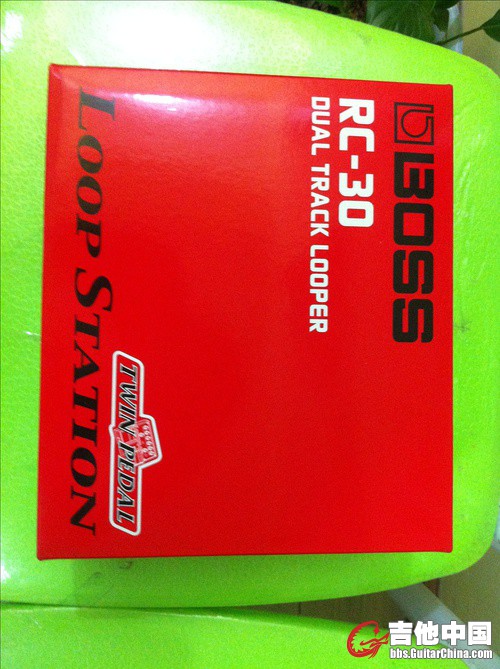 BOSS
RC-30
DUAL TRACK LOOPER
TWIN PEDAL
LOOP STATION
吉他中国
bbs.GuitarChina.com